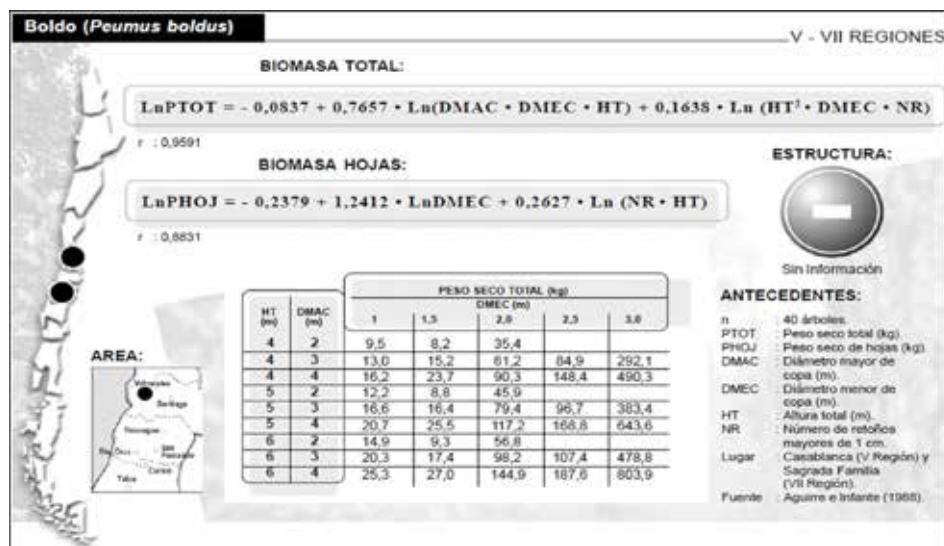 Boldo (Peumus boldus)
V - VII REGIONES
BIOMASA TOTAL:
LnPTOT = - 0,0837 + 0,7657 • Ln(DMAC • DMEC • HT) + 0,1638 • Ln (HT² • DMEC • NR)
r : 0,9591
BIOMASA HOJAS:
LnPHOJ = - 0,2379 + 1,2412 • LnDMEC + 0,2627 • Ln (NR • HT)
r : 0,8831
ESTRUCTURA:
Sin Información
PESO SECO TOTAL (kg)
HT (m) DMAC (m) DMEC (m)
1 1,5 2,0 2,5 3,0
4 2 9,5 8,2 35,4
4 3 13,0 15,2 61,2 84,9 292,1
4 4 16,2 23,7 90,3 148,4 490,3
5 2 12,2 8,8 45,9
5 3 16,6 16,4 79,4 96,7 383,4
5 4 20,7 25,5 117,2 168,8 643,6
6 2 14,9 9,3 56,8
6 3 20,3 17,4 98,2 107,4 478,8
6 4 25,3 27,0 144,9 187,6 803,9
AREA:
Valparaíso
Santiago
Rancagua
San Fernando
Curicó
Talca
ANTECEDENTES:
n : 40 árboles.
PTOT : Peso seco total (kg).
PHOJ : Peso seco de hojas (kg).
DMAC : Diámetro mayor de
copa (m).
DMEC : Diámetro menor de
copa (m).
HT : Altura total (m).
NR : Número de retoños
mayores de 1 cm.
Lugar : Casablanca (V Región) y
Sagrada Familia
(VII Región).
Fuente : Aguirre e Infante (1988).